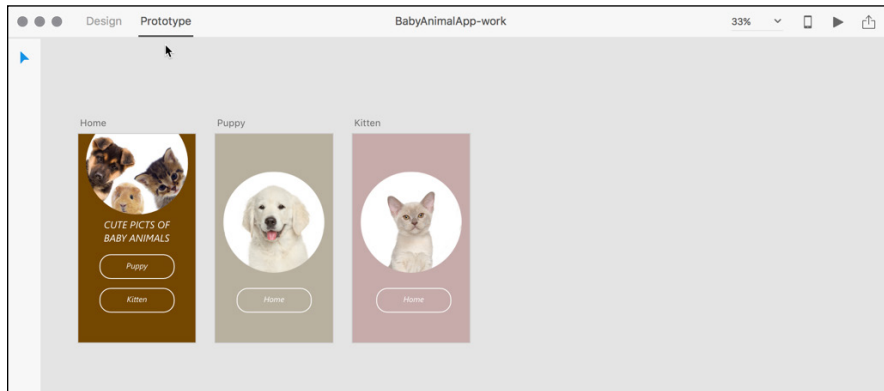 Design Prototype BabyAnimalApp-work 33%
Home Puppy Kitten
CUTE PICTS OF
BABY ANIMALS
Puppy
Kitten Home Home